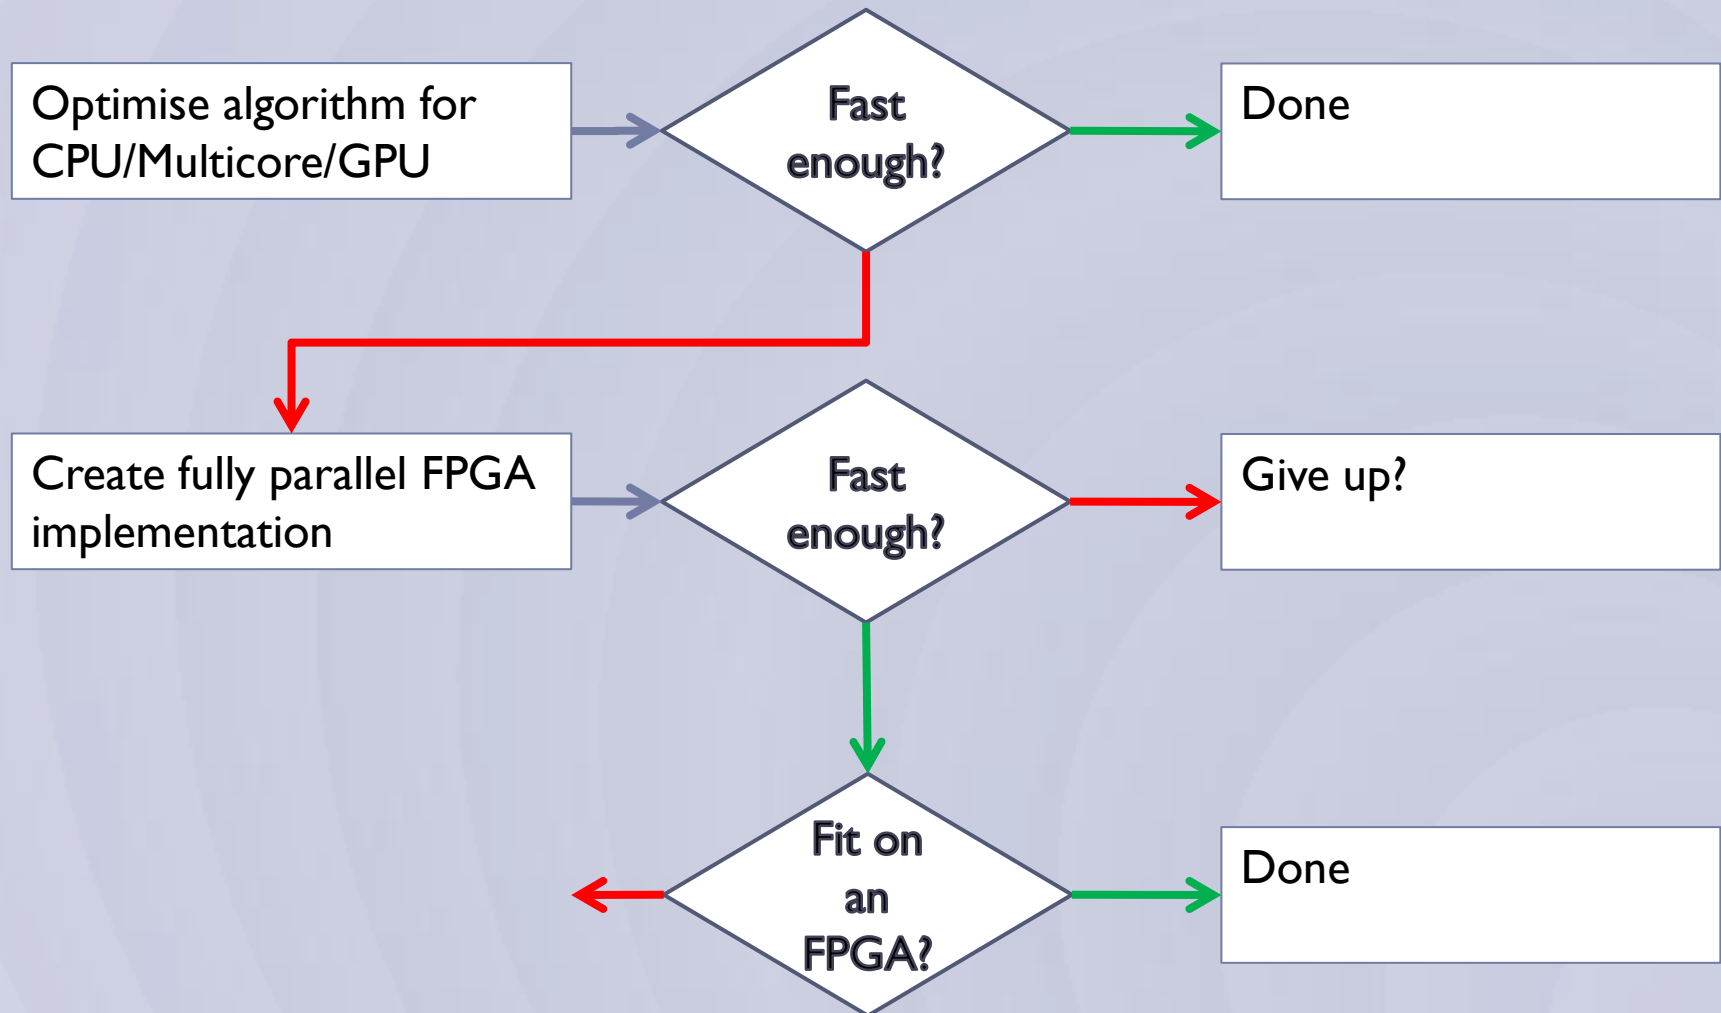 Optimise algorithm for
CPU/Multicore/GPU
Fast
enough?
Done
Create fully parallel FPGA
implementation
Fast
enough?
Give up?
Fit on
an
FPGA?
Done